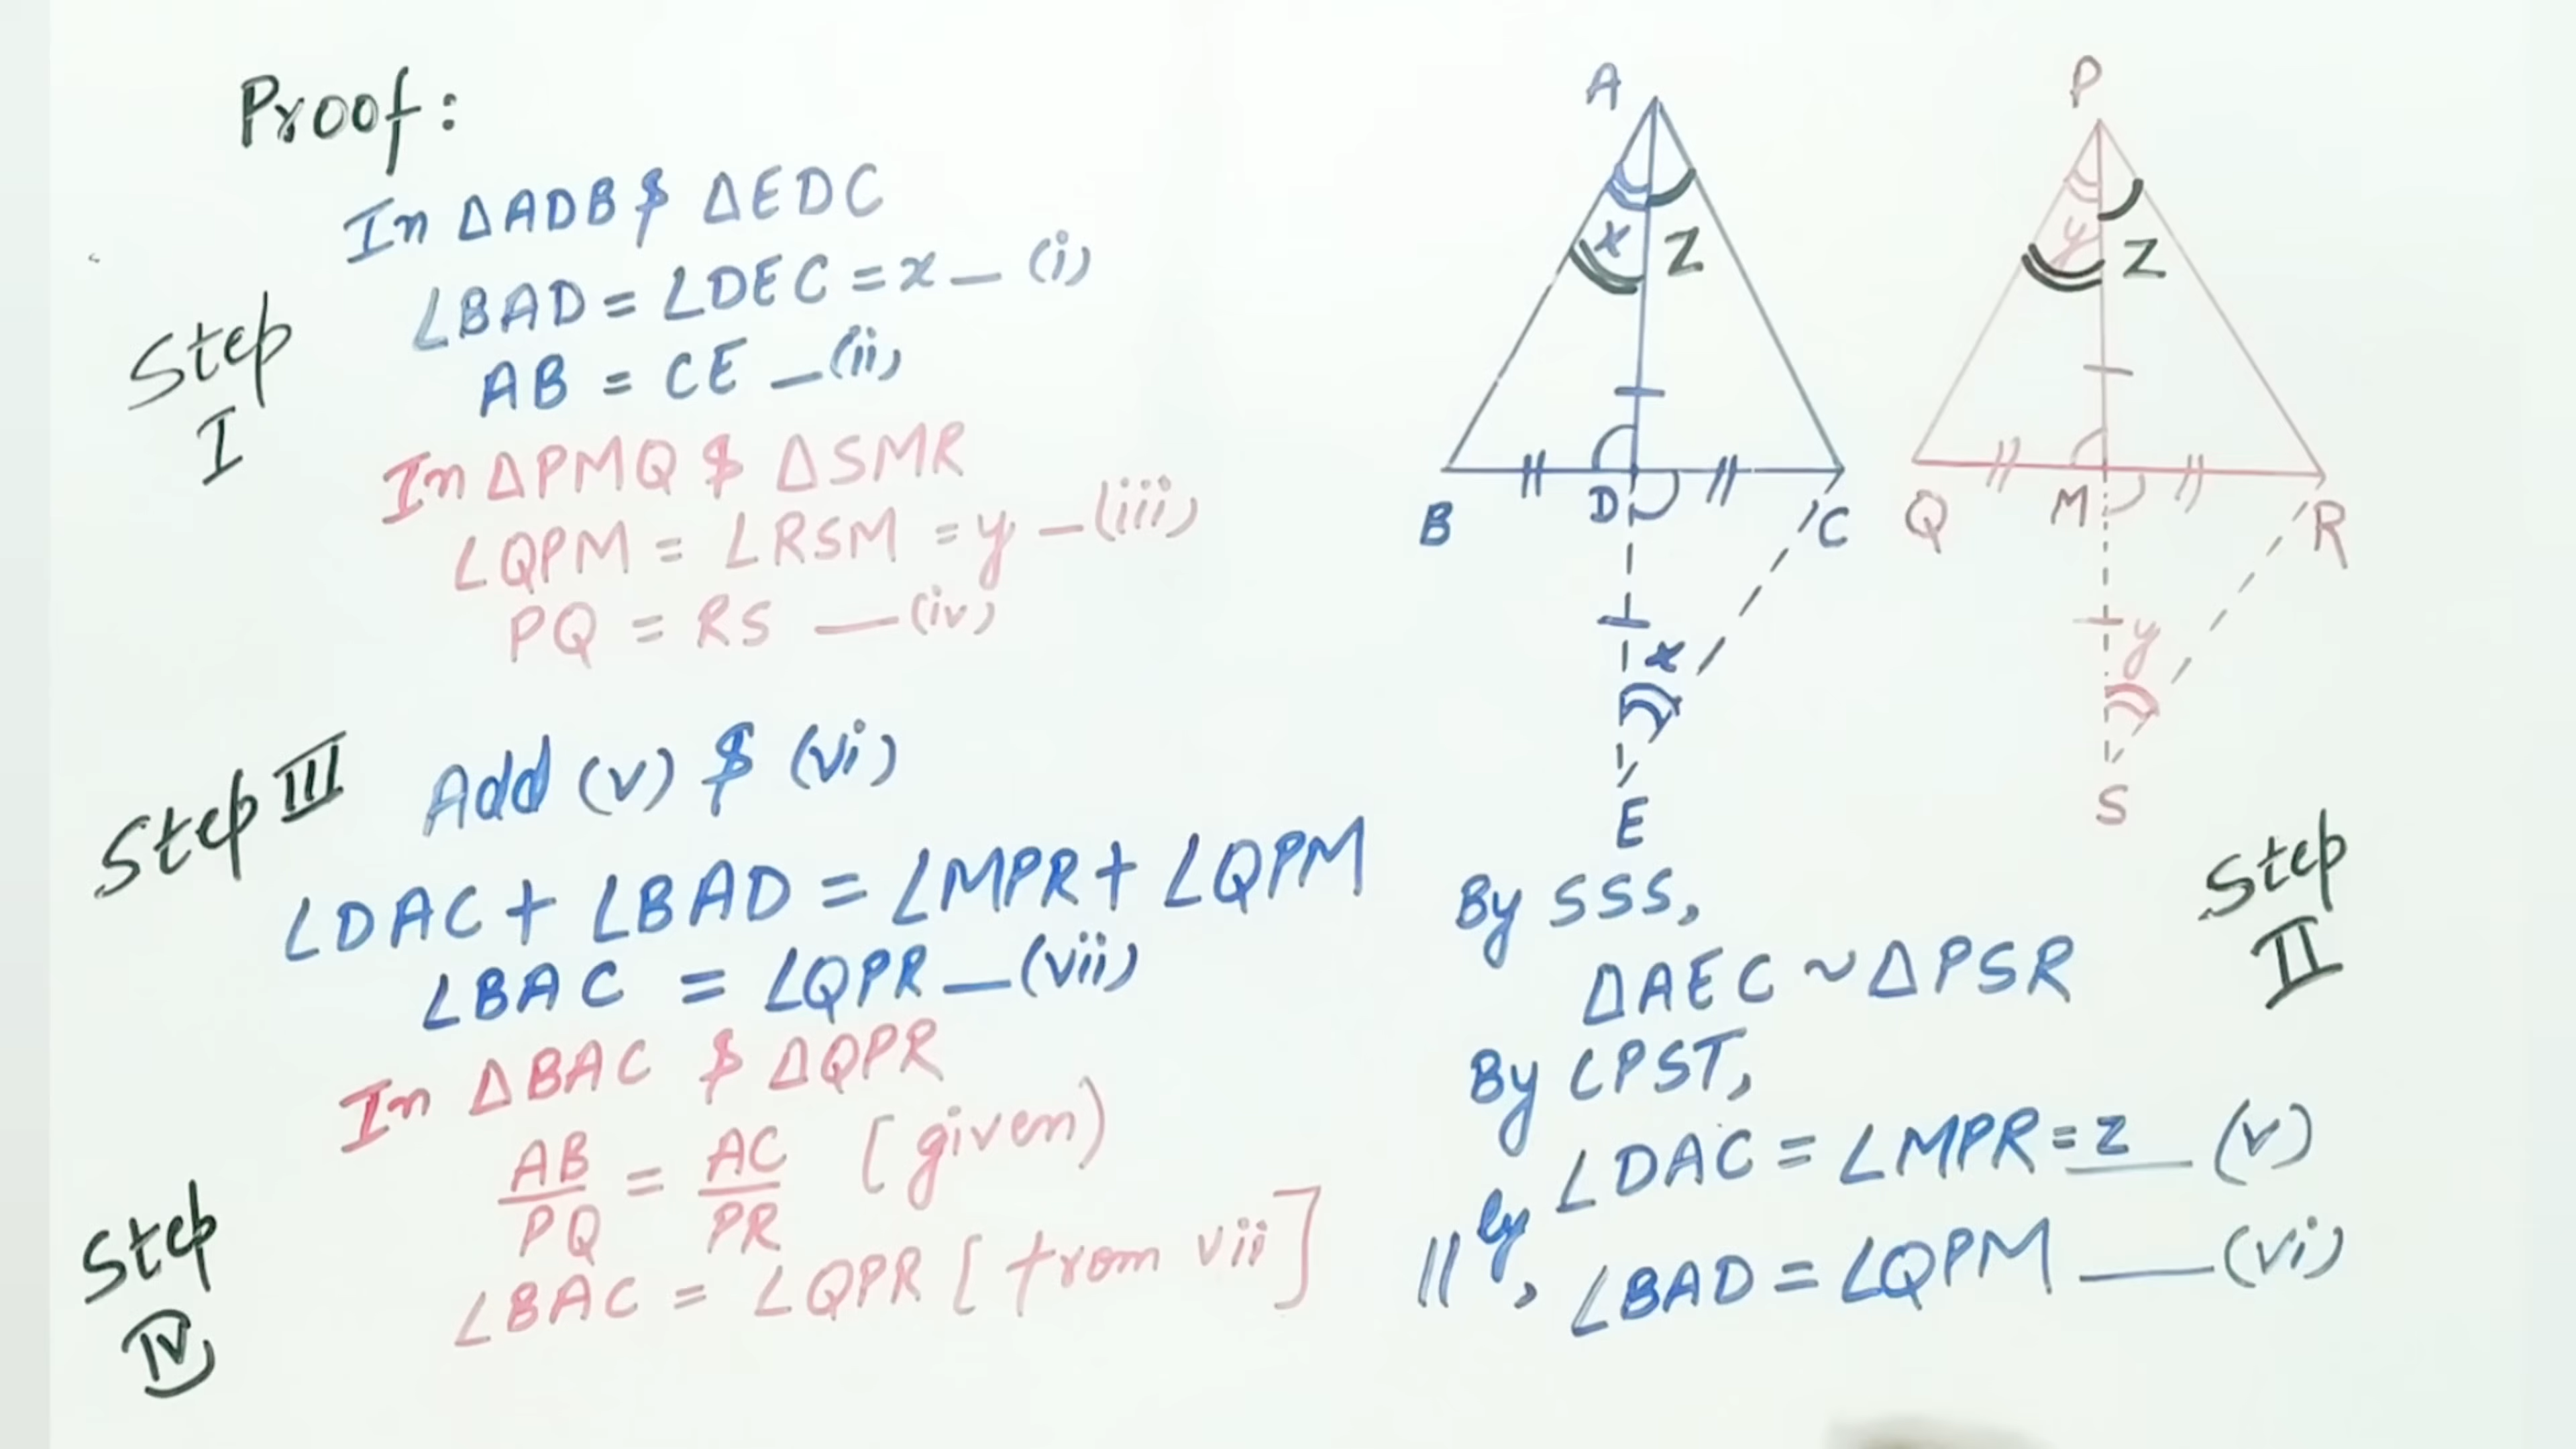 Proof:
In ΔADB & ΔEDC
Step I
∠BAD = ∠DEC = x — (i)
AB = CE — (ii)
In ΔPMQ & ΔSMR
∠QPM = ∠RSM = y — (iii)
PQ = RS — (iv)
Step III
Add (v) & (vi)
∠DAC + ∠BAD = ∠MPR + ∠QPM
∠BAC = ∠QPR — (vii)
In ΔBAC & ΔQPR
Step IV
AB/PQ = AC/PR [given)
∠BAC = ∠QPR [from vii]
A
x z
B D C
x
E
P
y z
Q M R
y
S
Step II
By SSS,
ΔAEC ~ ΔPSR
By CPST,
∠DAC = ∠MPR = z — (v)
||ly, ∠BAD = ∠QPM — (vi)